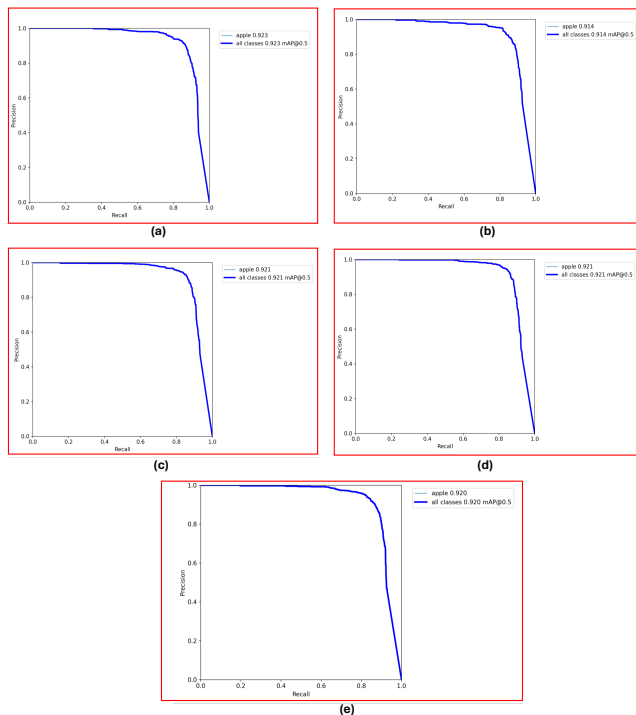 apple 0.923
all classes 0.923 mAP@0.5
Precision
1.0
0.8
0.6
0.4
0.2
0.0
0.0 0.2 0.4 0.6 0.8 1.0
Recall
(a)
apple 0.914
all classes 0.914 mAP@0.5
Precision
1.0
0.8
0.6
0.4
0.2
0.0
0.0 0.2 0.4 0.6 0.8 1.0
Recall
(b)
apple 0.921
all classes 0.921 mAP@0.5
Precision
1.0
0.8
0.6
0.4
0.2
0.0
0.0 0.2 0.4 0.6 0.8 1.0
Recall
(c)
apple 0.921
all classes 0.921 mAP@0.5
Precision
1.0
0.8
0.6
0.4
0.2
0.0
0.0 0.2 0.4 0.6 0.8 1.0
Recall
(d)
apple 0.920
all classes 0.920 mAP@0.5
Precision
1.0
0.8
0.6
0.4
0.2
0.0
0.0 0.2 0.4 0.6 0.8 1.0
Recall
(e)